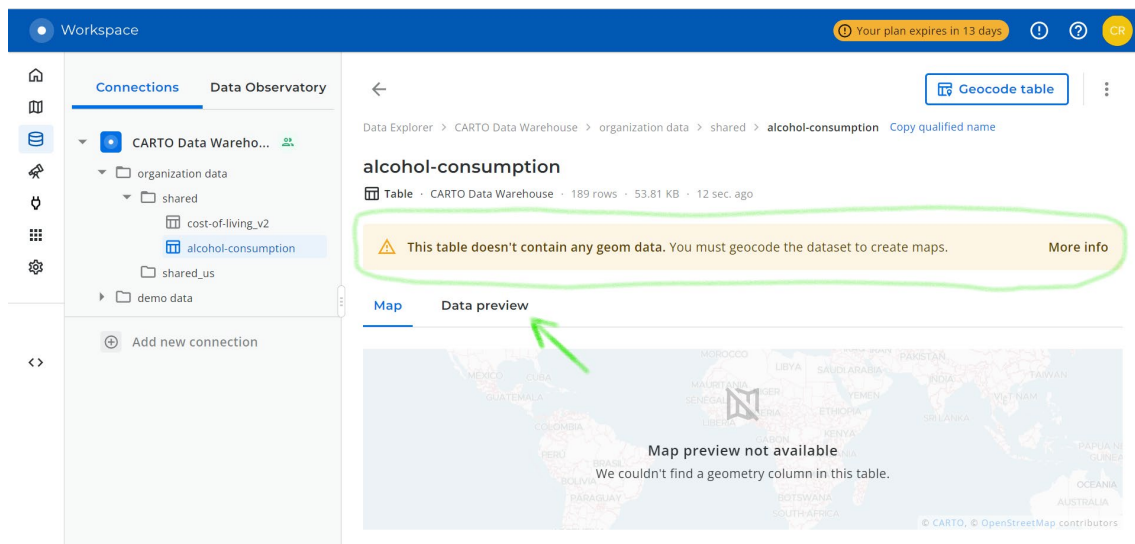 Workspace
Your plan expires in 13 days
CR
Connections Data Observatory
CARTO Data Wareho...
organization data
shared
cost-of-living_v2
alcohol-consumption
shared_us
demo data
Add new connection
Geocode table
Data Explorer > CARTO Data Warehouse > organization data > shared > alcohol-consumption Copy qualified name
alcohol-consumption
Table · CARTO Data Warehouse · 189 rows · 53.81 KB · 12 sec. ago
This table doesn't contain any geom data. You must geocode the dataset to create maps. More info
Map Data preview
MOROCCO
PAKISTAN
LIBYA
SAUDI ARABIA
MEXICO
CUBA
INDIA
TAIWAN
MAURITANIA
GUATEMALA
YEMEN
VIET NAM
SENEGAL
ETHIOPIA
SRI LANKA
LIBERIA
COLOMBIA
KENYA
GABON
Map preview not available
PERU
BRASIL
We couldn't find a geometry column in this table.
BOLIVIA
OCEANIA
PARAGUAY
BOTSWANA
AUSTRALIA
SOUTH AFRICA
© CARTO, © OpenStreetMap contributors